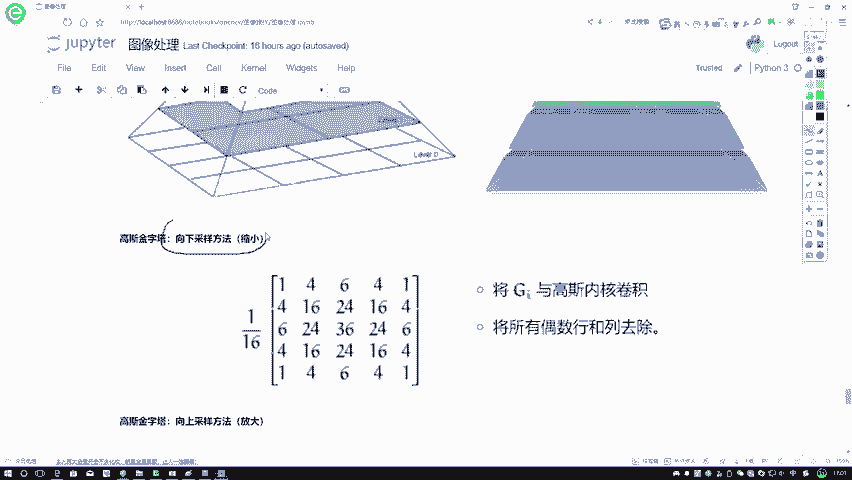 图像处理
http://localhost:8888/notebooks/opencv/图像操作/图像处理.ipynb
jupyter 图像处理 Last Checkpoint: 16 hours ago (autosaved)
Logout
File Edit View Insert Cell Kernel Widgets Help
Trusted
Python 3
Code
Level 0
高斯金字塔：向下采样方法（缩小）
1/16
1 4 6 4 1
4 16 24 16 4
6 24 36 24 6
4 16 24 16 4
1 4 6 4 1
将 Gi 与高斯内核卷积
将所有偶数行和列去除。
高斯金字塔：向上采样方法（放大）